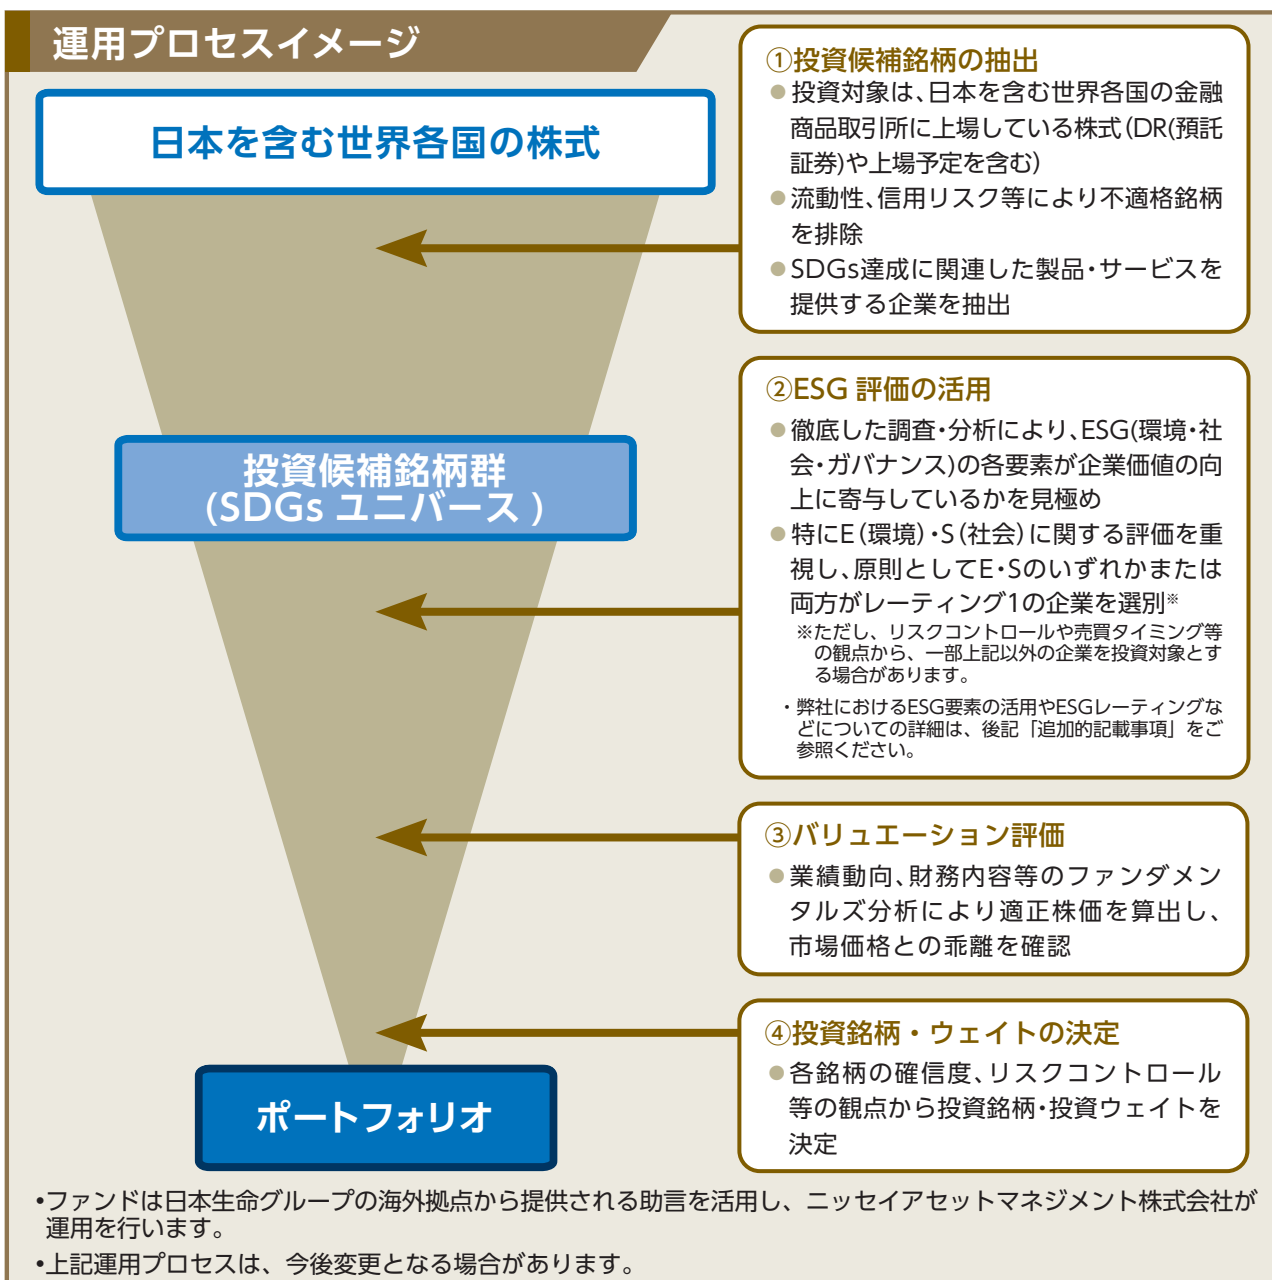 運用プロセスイメージ
日本を含む世界各国の株式
①投資候補銘柄の抽出
●投資対象は、日本を含む世界各国の金融
商品取引所に上場している株式(DR(預託
証券)や上場予定を含む)
●流動性、信用リスク等により不適格銘柄
を排除
●SDGs達成に関連した製品・サービスを
提供する企業を抽出
投資候補銘柄群
(SDGs ユニバース )
②ESG 評価の活用
●徹底した調査・分析により、ESG(環境・社
会・ガバナンス)の各要素が企業価値の向
上に寄与しているかを見極め
●特にE(環境)・S(社会)に関する評価を重
視し、原則としてE・Sのいずれかまたは
両方がレーティング1の企業を選別※
※ただし、リスクコントロールや売買タイミング等
の観点から、一部上記以外の企業を投資対象とす
る場合があります。
・弊社におけるESG要素の活用やESGレーティングな
どについての詳細は、後記「追加的記載事項」をご
参照ください。
③バリュエーション評価
●業績動向、財務内容等のファンダメン
タルズ分析により適正株価を算出し、
市場価格との乖離を確認
④投資銘柄・ウェイトの決定
●各銘柄の確信度、リスクコントロール
等の観点から投資銘柄・投資ウェイトを
決定
ポートフォリオ
•ファンドは日本生命グループの海外拠点から提供される助言を活用し、ニッセイアセットマネジメント株式会社が
運用を行います。
•上記運用プロセスは、今後変更となる場合があります。